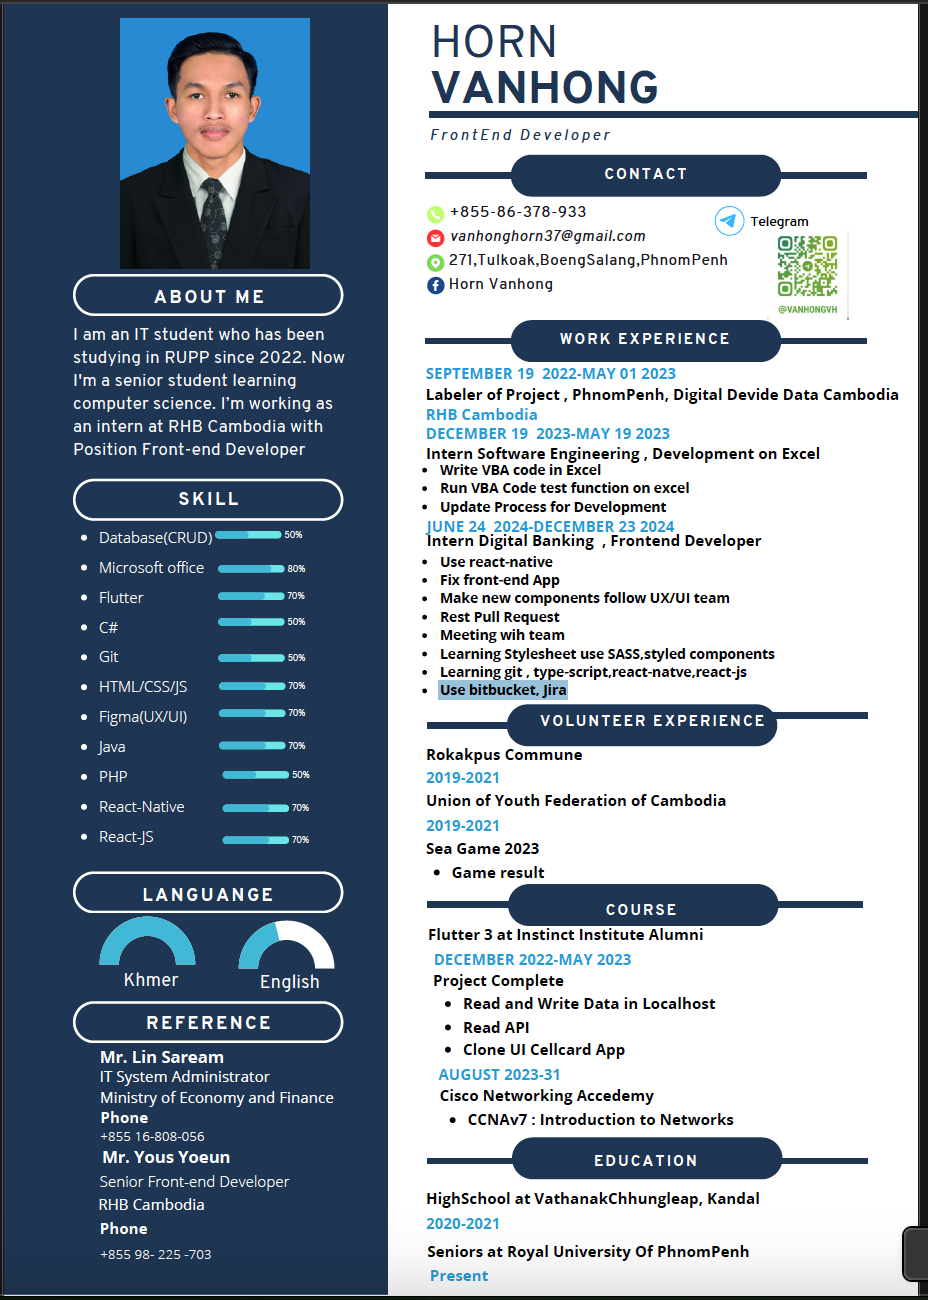 HORN
VANHONG
FrontEnd Developer
ABOUT ME
I am an IT student who has been
studying in RUPP since 2022. Now
I'm a senior student learning
computer science. I'm working as
an intern at RHB Cambodia with
Position Front-end Developer
SKILL
Database(CRUD) 50%
Microsoft office 80%
Flutter 70%
C# 50%
Git 50%
HTML/CSS/JS 70%
Figma(UX/UI) 70%
Java 70%
PHP 50%
React-Native 70%
React-JS 70%
LANGUANGE
Khmer English
REFERENCE
Mr. Lin Saream
IT System Administrator
Ministry of Economy and Finance
Phone
+855 16-808-056
Mr. Yous Yoeun
Senior Front-end Developer
RHB Cambodia
Phone
+855 98- 225 -703
CONTACT
+855-86-378-933
vanhonghorn37@gmail.com
271,Tulkoak,BoengSalang,PhnomPenh
Horn Vanhong
Telegram
@VANHONGVH
WORK EXPERIENCE
SEPTEMBER 19 2022-MAY 01 2023
Labeler of Project , PhnomPenh, Digital Devide Data Cambodia
RHB Cambodia
DECEMBER 19 2023-MAY 19 2023
Intern Software Engineering , Development on Excel
Write VBA code in Excel
Run VBA Code test function on excel
Update Process for Development
JUNE 24 2024-DECEMBER 23 2024
Intern Digital Banking , Frontend Developer
Use react-native
Fix front-end App
Make new components follow UX/UI team
Rest Pull Request
Meeting wih team
Learning Stylesheet use SASS,styled components
Learning git , type-script,react-natve,react-js
Use bitbucket, Jira
VOLUNTEER EXPERIENCE
Rokakpus Commune
2019-2021
Union of Youth Federation of Cambodia
2019-2021
Sea Game 2023
Game result
COURSE
Flutter 3 at Instinct Institute Alumni
DECEMBER 2022-MAY 2023
Project Complete
Read and Write Data in Localhost
Read API
Clone UI Cellcard App
AUGUST 2023-31
Cisco Networking Accedemy
CCNAv7 : Introduction to Networks
EDUCATION
HighSchool at VathanakChhungleap, Kandal
2020-2021
Seniors at Royal University Of PhnomPenh
Present